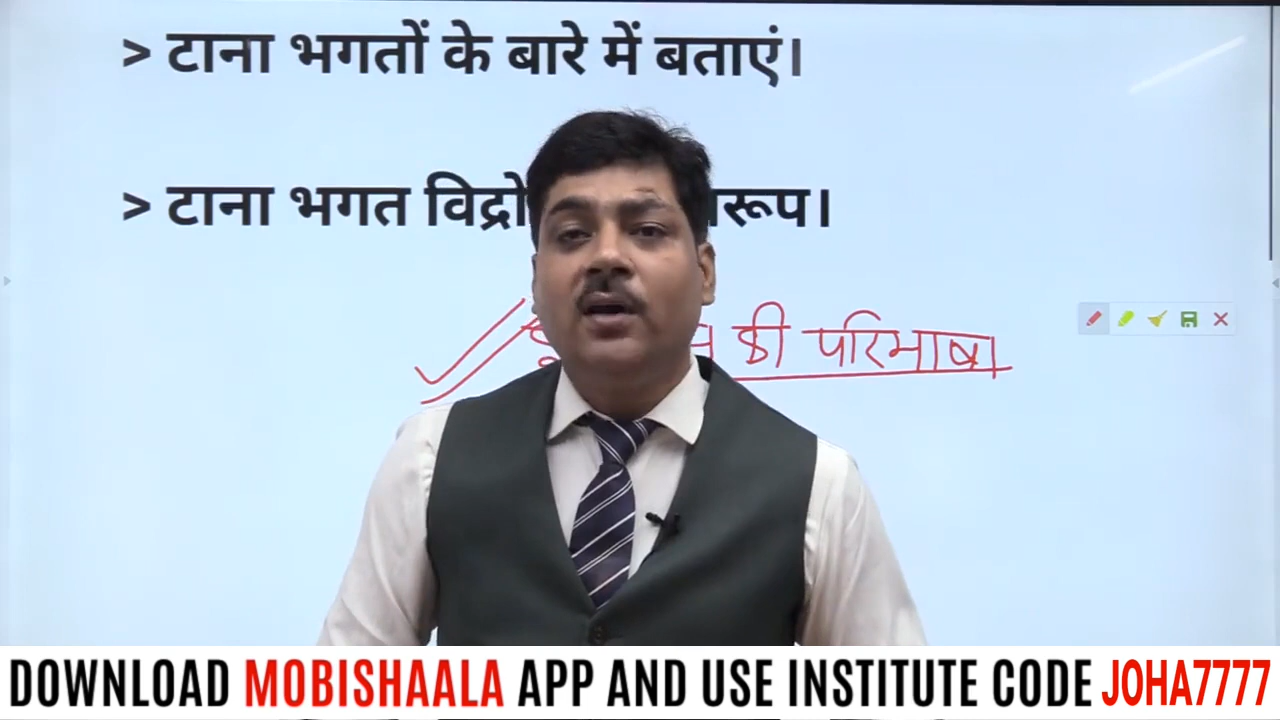 > टाना भगतों के बारे में बताएं।
> टाना भगत विद्रो रूप।
की परिभाषा
DOWNLOAD MOBISHAALA APP AND USE INSTITUTE CODE JOHA7777